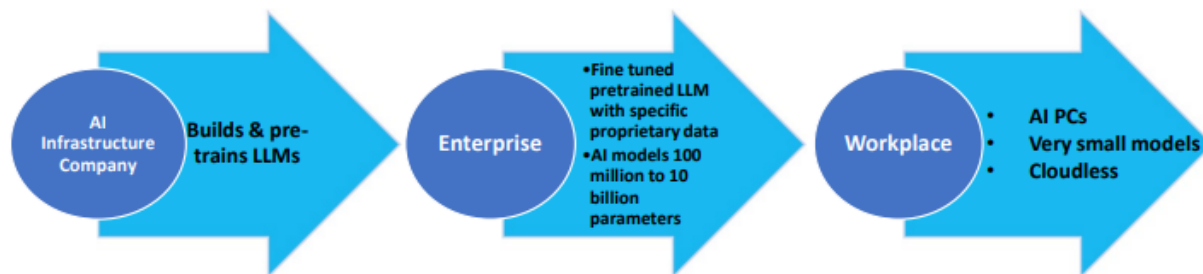 AI
Infrastructure
Company
Builds & pre-
trains LLMs
Enterprise
•Fine tuned
pretrained LLM
with specific
proprietary data
•AI models 100
million to 10
billion
parameters
Workplace
• AI PCs
• Very small models
• Cloudless